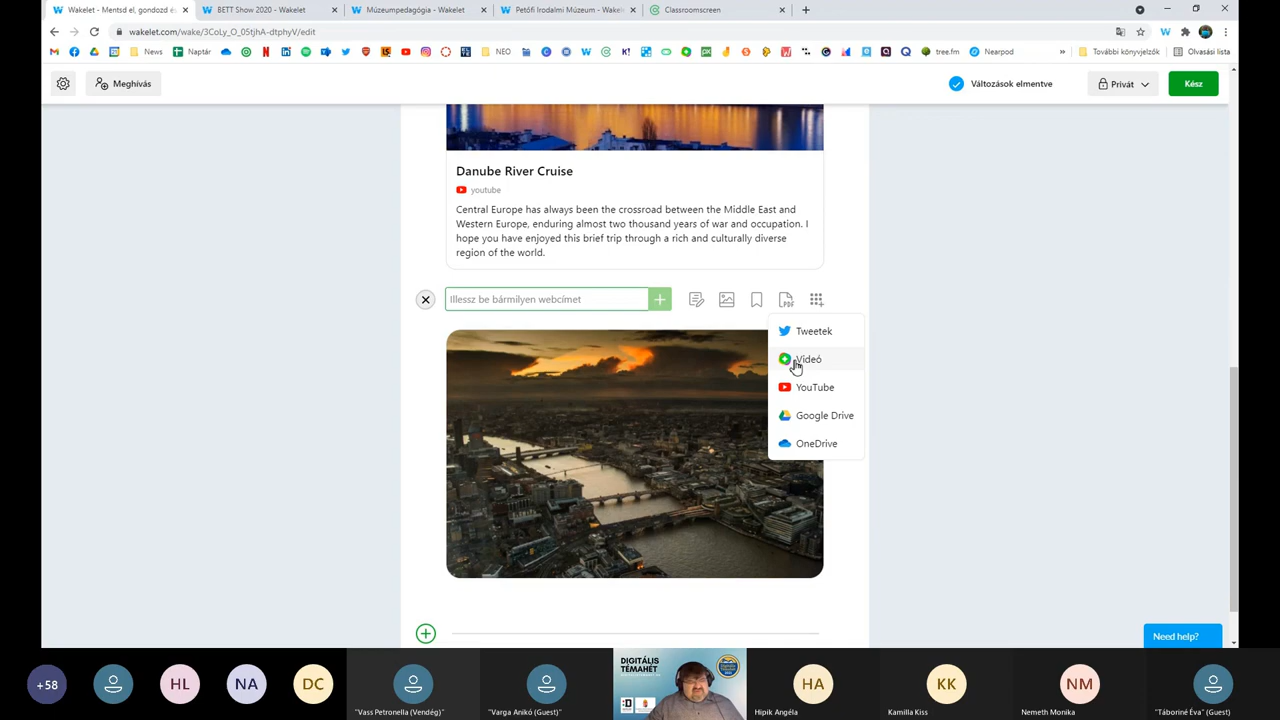 Wakelet - Mentsd el, gondozd és
BETT Show 2020 - Wakelet
Múzeumpedagógia - Wakelet
Petőfi Irodalmi Múzeum - Wakele
Classroomscreen
wakelet.com/wake/3CoLy_O_05tjhA-dtphyV/edit
News
Naptár
NEO
tree.fm
Nearpod
További könyvjelzők
Olvasási lista
Meghívás
Változások elmentve
Privát
Kész
Danube River Cruise
youtube
Central Europe has always been the crossroad between the Middle East and
Western Europe, enduring almost two thousand years of war and occupation. I
hope you have enjoyed this brief trip through a rich and culturally diverse
region of the world.
Illessz be bármilyen webcímet
PDF
Tweetek
Videó
YouTube
Google Drive
OneDrive
Need help?
+58
HL
NA
DC
"Vass Petronella (Vendég)"
"Varga Anikó (Guest)"
DIGITÁLIS
TÉMAHÉT
HA
Hipik Angéla
KK
Kamilla Kiss
NM
Nemeth Monika
"Táboriné Éva" (Guest)